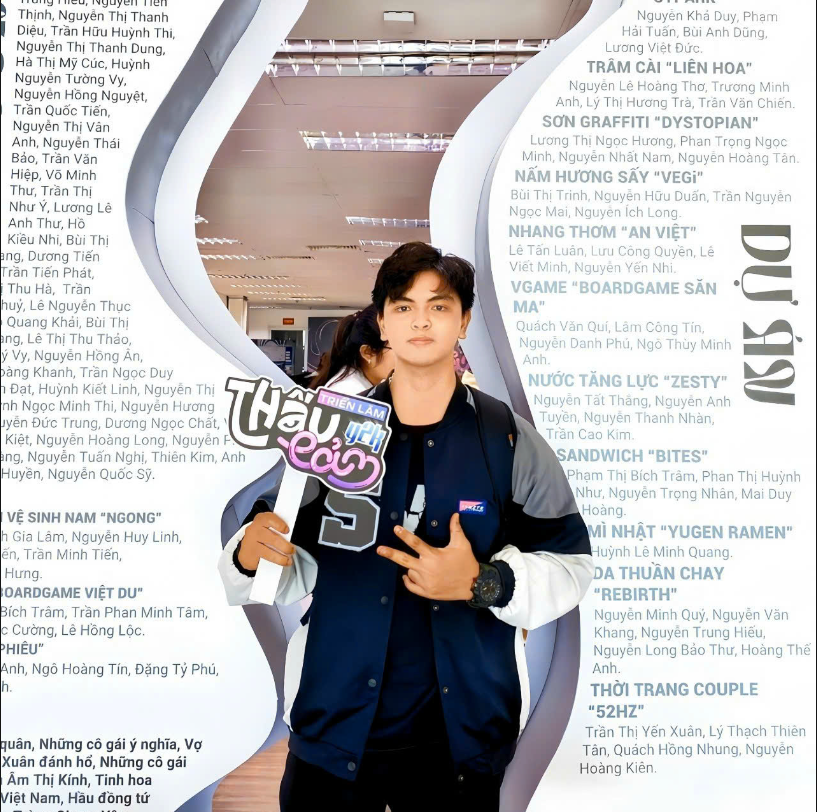 Trung Hiếu, Nguyễn Tiến
Thịnh, Nguyễn Thị Thanh
Diệu, Trần Hữu Huỳnh Thi,
Nguyễn Thị Thanh Dung,
Hà Thị Mỹ Cúc, Huỳnh
Nguyễn Tường Vy,
Nguyễn Hồng Nguyệt,
Trần Quốc Tiến,
Nguyễn Thị Vân
Anh, Nguyễn Thái
Bảo, Trần Văn
Hiệp, Võ Minh
Thư, Trần Thị
Như Ý, Lương Lê
Anh Thư, Hồ
Kiều Nhi, Bùi Thị
ang, Dương Tiến
Trần Tiến Phát,
Thu Hà, Trần
huỷ, Lê Nguyễn Thục
Quang Khải, Bùi Thị
ang, Lê Thị Thu Thảo,
Vy, Nguyễn Hồng Ân,
oàng Khanh, Trần Ngọc Duy
Đạt, Huỳnh Kiết Linh, Nguyễn Thị
nh Ngọc Minh Thi, Nguyễn Hương
uyễn Đức Trung, Dương Ngọc Chất,
Kiệt, Nguyễn Hoàng Long, Nguyễn
ang, Nguyễn Tuấn Nghị, Thiên Kim, Anh
Huyền, Nguyễn Quốc Sỹ.
VỆ SINH NAM “NGONG”
h Gia Lâm, Nguyễn Huy Linh,
ến, Trần Minh Tiến,
Hưng.
BOARDGAME VIỆT DU”
Bích Trâm, Trần Phan Minh Tâm,
c Cường, Lê Hồng Lộc.
PHIÊU”
Anh, Ngô Hoàng Tín, Đặng Tỷ Phú,
h.
quân, Những cô gái ý nghĩa, Vợ
Xuân đánh hổ, Những cô gái
Âm Thị Kính, Tinh hoa
Việt Nam, Hầu đồng tứ
TRIỂN LÃM
THẤU
yêk
cảm
S
Nguyễn Khả Duy, Phạm
Hải Tuấn, Bùi Anh Dũng,
Lương Việt Đức.
TRÂM CÀI “LIÊN HOA”
Nguyễn Lê Hoàng Thơ, Trương Minh
Anh, Lý Thị Hương Trà, Trần Văn Chiến.
SƠN GRAFFITI “DYSTOPIAN”
Lương Thị Ngọc Hương, Phan Trọng Ngọc
Minh, Nguyễn Nhất Nam, Nguyễn Hoàng Tân.
NẤM HƯƠNG SẤY “VEGi”
Bùi Thị Trinh, Nguyễn Hữu Duẩn, Trần Nguyễn
Ngọc Mai, Nguyễn Ích Long.
NHANG THƠM “AN VIỆT”
Lê Tấn Luân, Lưu Công Quyền, Lê
Viết Minh, Nguyễn Yến Nhi.
VGAME “BOARDGAME SĂN
MA”
Quách Văn Quí, Lâm Công Tín,
Nguyễn Danh Phú, Ngô Thùy Minh
Anh.
NƯỚC TĂNG LỰC “ZESTY”
Nguyễn Tất Thắng, Nguyễn Anh
Tuyền, Nguyễn Thanh Nhàn,
Trần Cao Kim.
SANDWICH “BITES”
Phạm Thị Bích Trâm, Phan Thị Huỳnh
Như, Nguyễn Trọng Nhân, Mai Duy
Hoàng.
MÌ NHẬT “YUGEN RAMEN”
Huỳnh Lê Minh Quang.
DA THUẦN CHAY
“REBIRTH”
Nguyễn Minh Quý, Nguyễn Văn
Khang, Nguyễn Trung Hiếu,
Nguyễn Long Bảo Thư, Hoàng Thế
Anh.
THỜI TRANG COUPLE
“52HZ”
Trần Thị Yến Xuân, Lý Thạch Thiên
Tân, Quách Hồng Nhung, Nguyễn
Hoàng Kiên.
DỰ ÁN